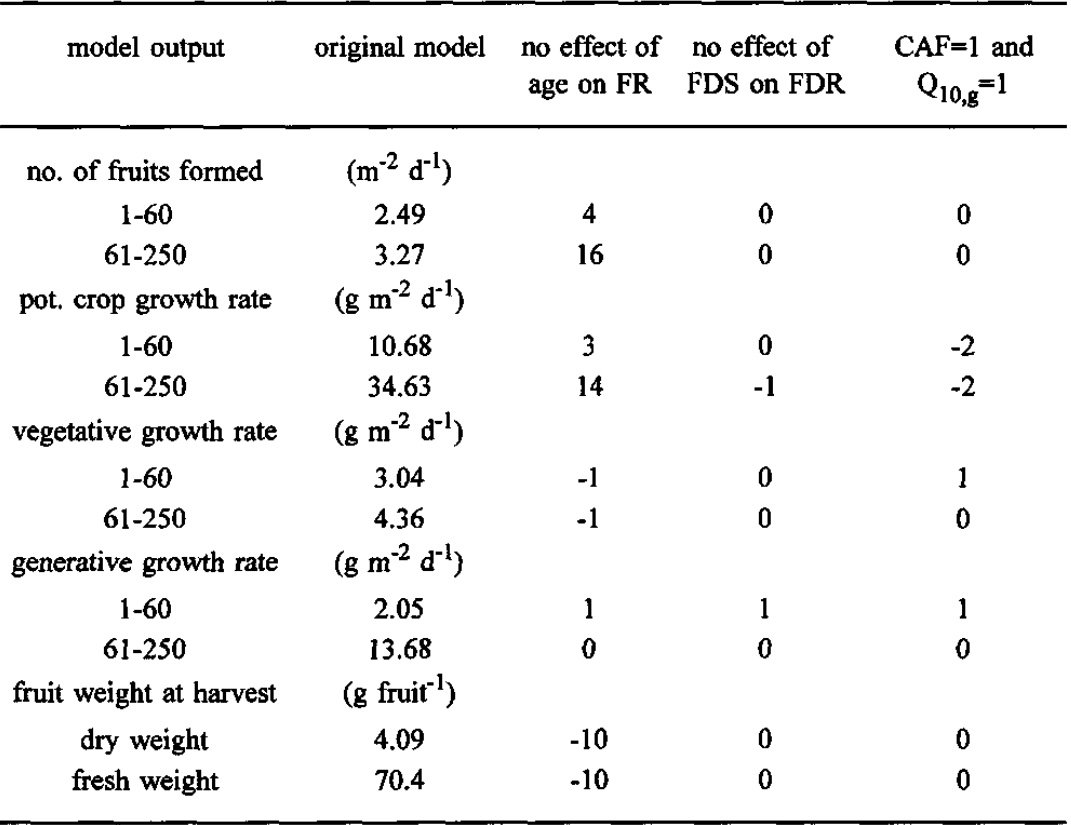 model output original model no effect of no effect of CAF=1 and
age on FR FDS on FDR Q10,g=1
no. of fruits formed (m-2 d-1)
1-60 2.49 4 0 0
61-250 3.27 16 0 0
pot. crop growth rate (g m-2 d-1)
1-60 10.68 3 0 -2
61-250 34.63 14 -1 -2
vegetative growth rate (g m-2 d-1)
1-60 3.04 -1 0 1
61-250 4.36 -1 0 0
generative growth rate (g m-2 d-1)
1-60 2.05 1 1 1
61-250 13.68 0 0 0
fruit weight at harvest (g fruit-1)
dry weight 4.09 -10 0 0
fresh weight 70.4 -10 0 0